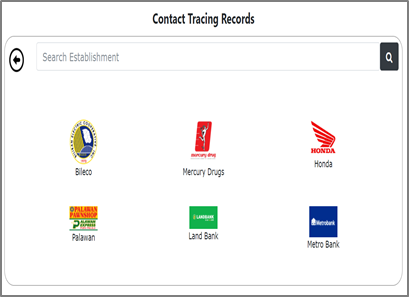 Contact Tracing Records
Search Establishment
Bileco
mercury drug
Mercury Drugs
HONDA
Honda
PALAWAN
PAWNSHOP
PALAWAN
EXPRESS
Palawan
LANDBANK
Land Bank
Metrobank
Metro Bank